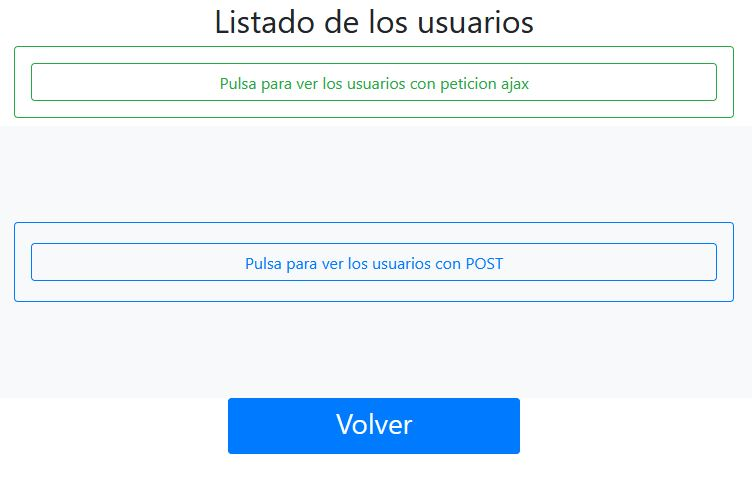 Listado de los usuarios
Pulsa para ver los usuarios con peticion ajax
Pulsa para ver los usuarios con POST
Volver